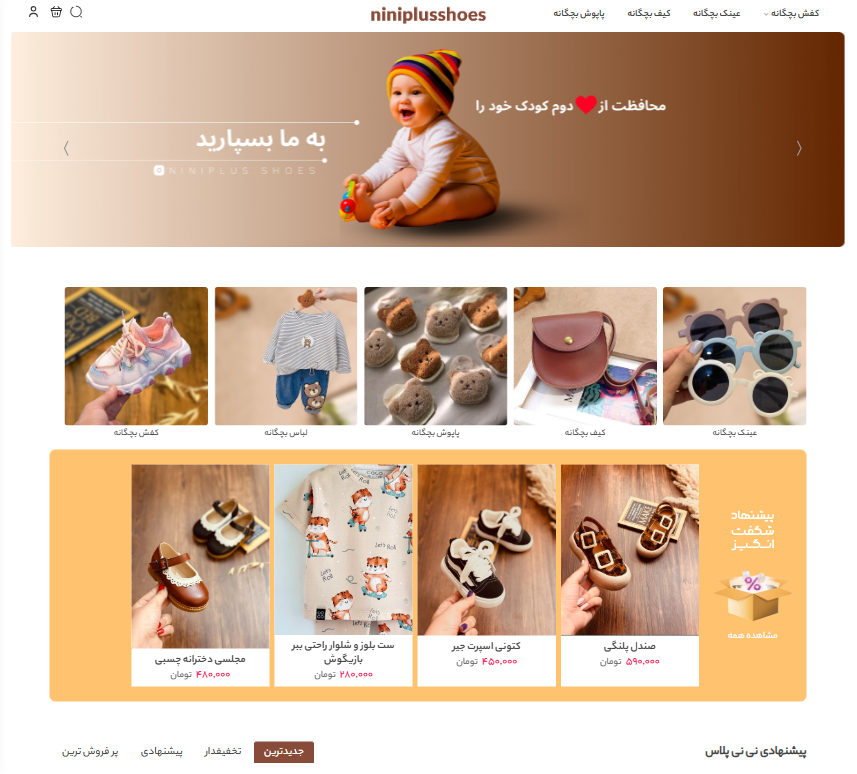 niniplusshoes
کفش بچگانه
عینک بچگانه
کیف بچگانه
پاپوش بچگانه
محافظت از ❤ دوم کودک خود را
به ما بسپارید
NINIPLUS SHOES
عینک بچگانه
کیف بچگانه
پاپوش بچگانه
لباس بچگانه
کفش بچگانه
پیشنهاد
شگفت
انگیز
%
مشاهده همه
صندل پلنگی
۵۹۰,۰۰۰ تومان
کتونی اسپرت جیر
۴۵۰,۰۰۰ تومان
Let's Roll
ست بلوز و شلوار راحتی ببر
بازیگوش
۲۸۰,۰۰۰ تومان
مجلسی دخترانه چسبی
۴۸۰,۰۰۰ تومان
پیشنهادی نی نی پلاس
جدیدترین
تخفیفدار
پیشنهادی
پر فروش ترین